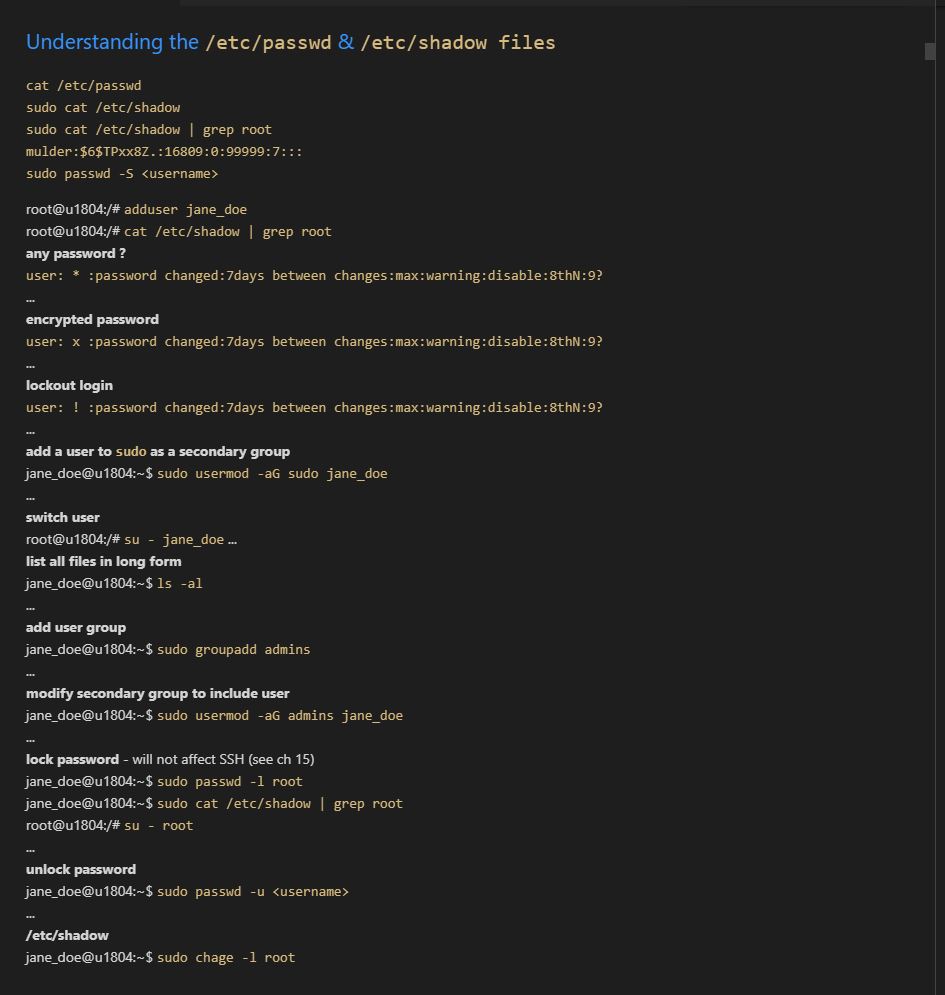 Understanding the /etc/passwd & /etc/shadow files
cat /etc/passwd
sudo cat /etc/shadow
sudo cat /etc/shadow | grep root
mulder:$6$TPxx8Z.:16809:0:99999:7:::
sudo passwd -S <username>
root@u1804:/# adduser jane_doe
root@u1804:/# cat /etc/shadow | grep root
any password ?
user: * :password changed:7days between changes:max:warning:disable:8thN:9?
...
encrypted password
user: x :password changed:7days between changes:max:warning:disable:8thN:9?
...
lockout login
user: ! :password changed:7days between changes:max:warning:disable:8thN:9?
...
add a user to sudo as a secondary group
jane_doe@u1804:~$ sudo usermod -aG sudo jane_doe
...
switch user
root@u1804:/# su - jane_doe ...
list all files in long form
jane_doe@u1804:~$ ls -al
...
add user group
jane_doe@u1804:~$ sudo groupadd admins
...
modify secondary group to include user
jane_doe@u1804:~$ sudo usermod -aG admins jane_doe
...
lock password - will not affect SSH (see ch 15)
jane_doe@u1804:~$ sudo passwd -l root
jane_doe@u1804:~$ sudo cat /etc/shadow | grep root
root@u1804:/# su - root
...
unlock password
jane_doe@u1804:~$ sudo passwd -u <username>
...
/etc/shadow
jane_doe@u1804:~$ sudo chage -l root